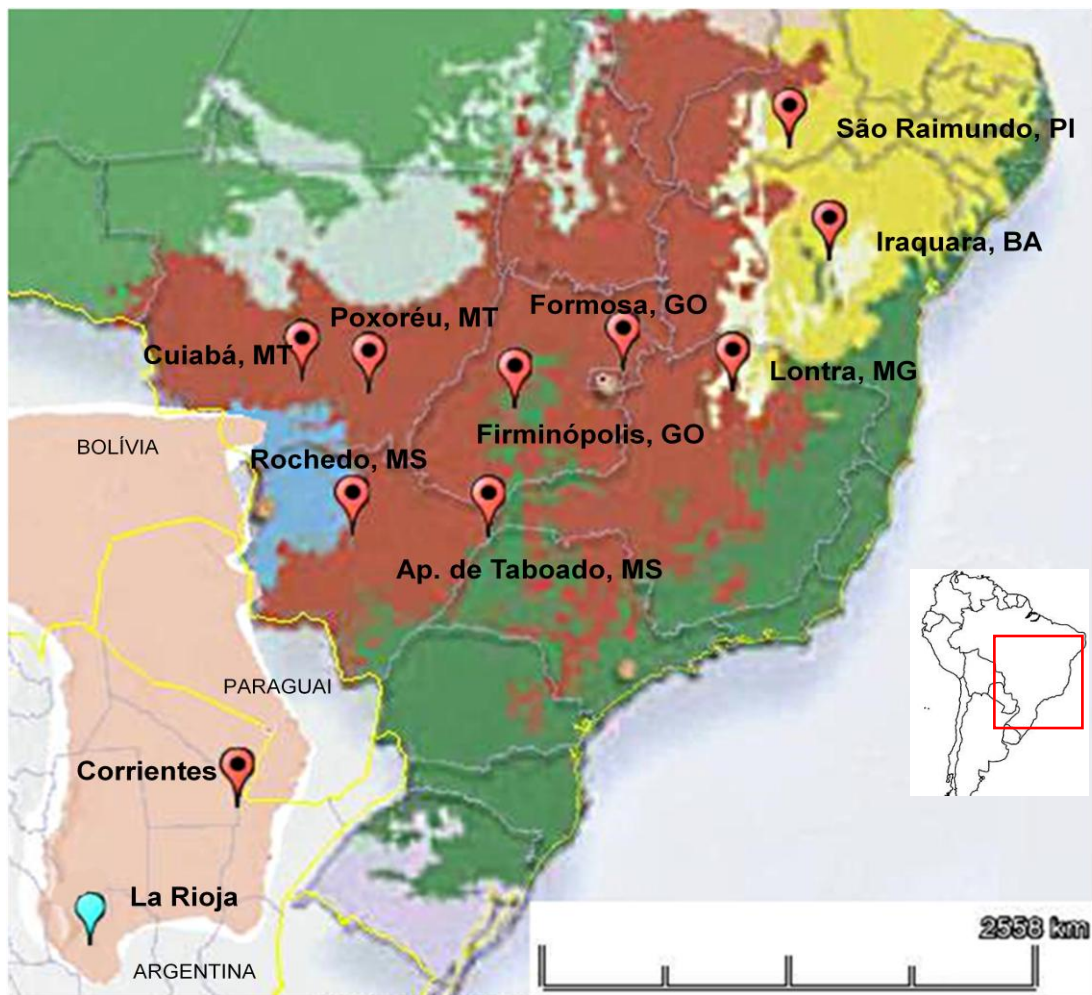 São Raimundo, PI
Iraquara, BA
Formosa, GO
Poxoréu, MT
Cuiabá, MT
Lontra, MG
Firminópolis, GO
BOLÍVIA
Rochedo, MS
Ap. de Taboado, MS
PARAGUAI
Corrientes
La Rioja
2558 km
ARGENTINA